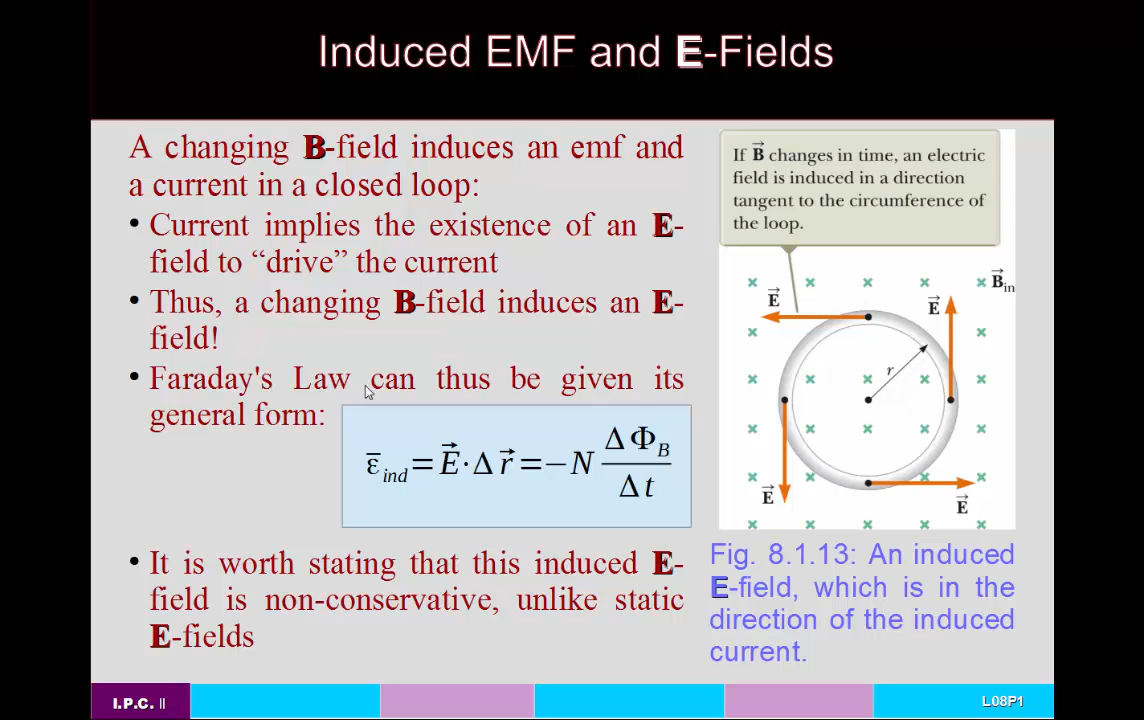 Induced EMF and E-Fields
A changing B-field induces an emf and
a current in a closed loop:
• Current implies the existence of an E-
field to “drive” the current
• Thus, a changing B-field induces an E-
field!
• Faraday's Law can thus be given its
general form:
ε̅ind = E⃗ · Δ r⃗ = −N ΔΦB / Δt
• It is worth stating that this induced E-
field is non-conservative, unlike static
E-fields
If B⃗ changes in time, an electric
field is induced in a direction
tangent to the circumference of
the loop.
B⃗in
E⃗
E⃗
r
E⃗
E⃗
Fig. 8.1.13: An induced
E-field, which is in the
direction of the induced
current.
I.P.C. II
L08P1